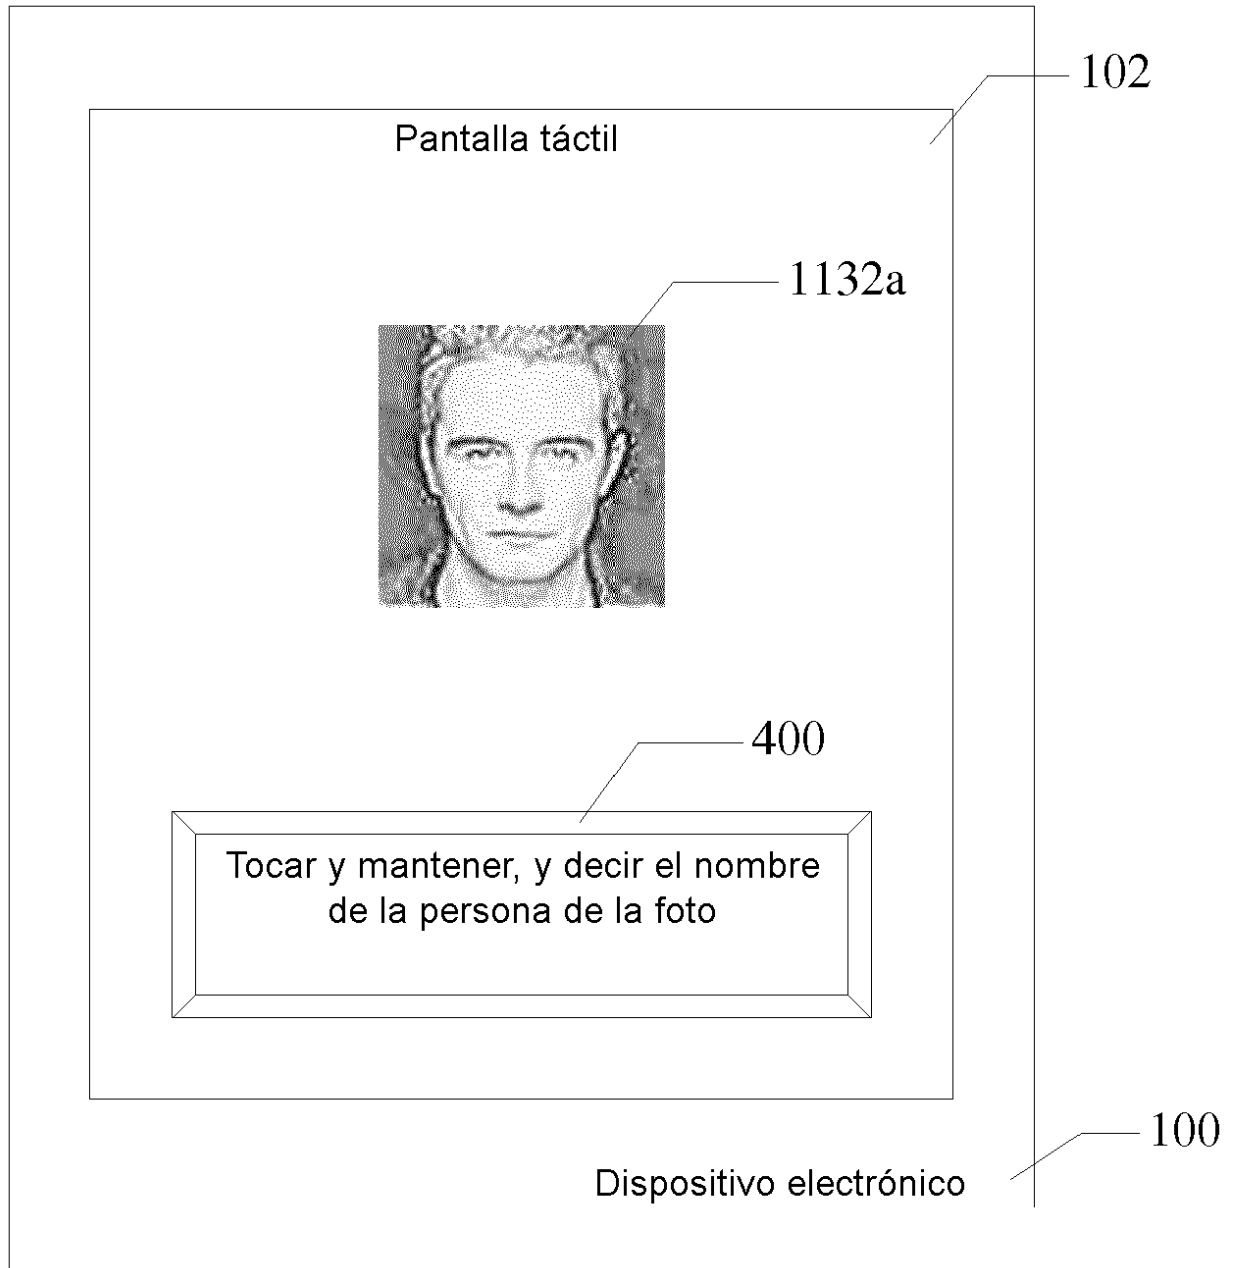 102
Pantalla táctil
1132a
400
Tocar y mantener, y decir el nombre
de la persona de la foto
100
Dispositivo electrónico